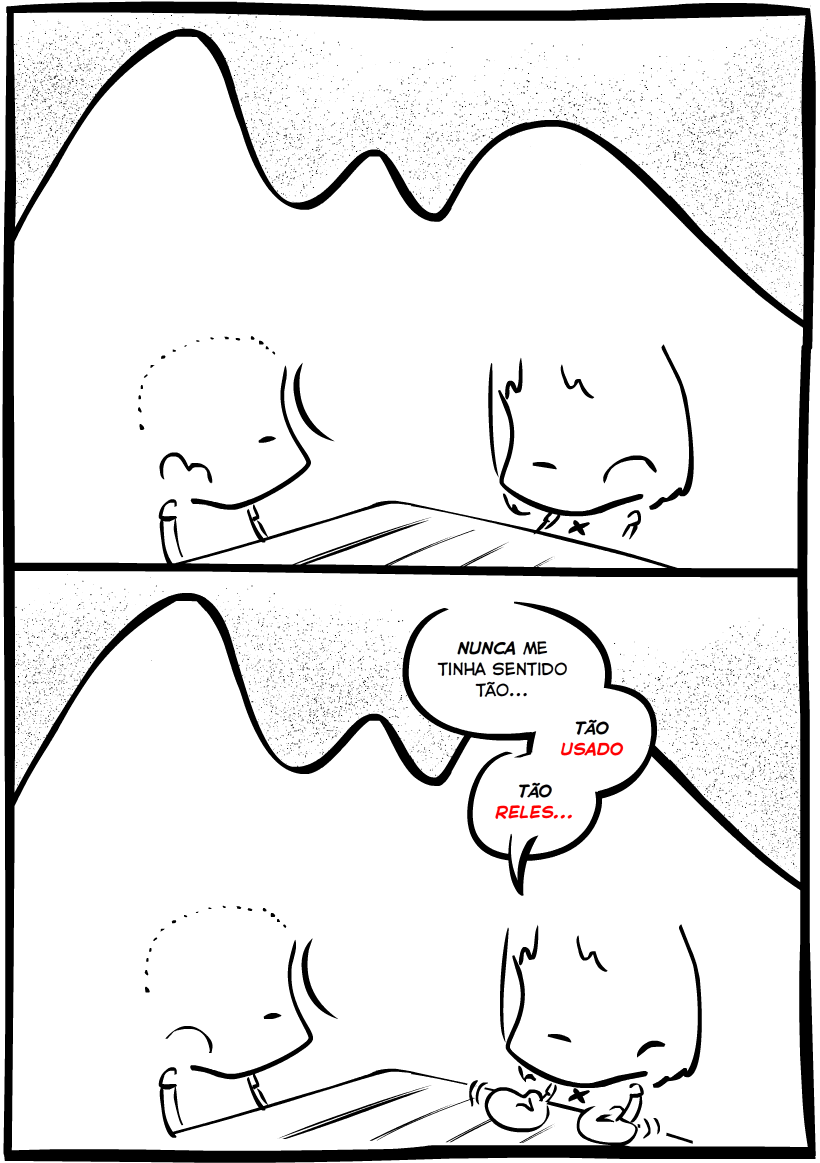 NUNCA ME
TINHA SENTIDO
TÃO...
TÃO
USADO
TÃO
RELES...